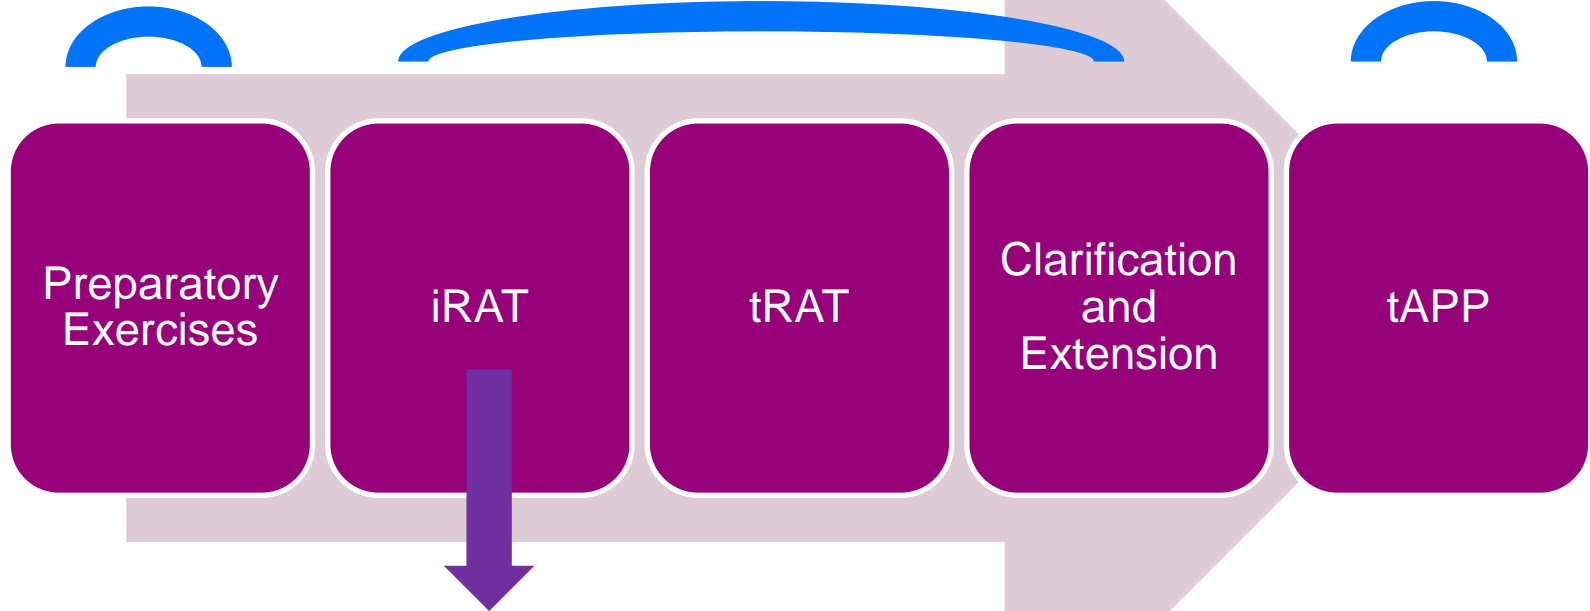 Preparatory
Exercises
iRAT
tRAT
Clarification
and
Extension
tAPP